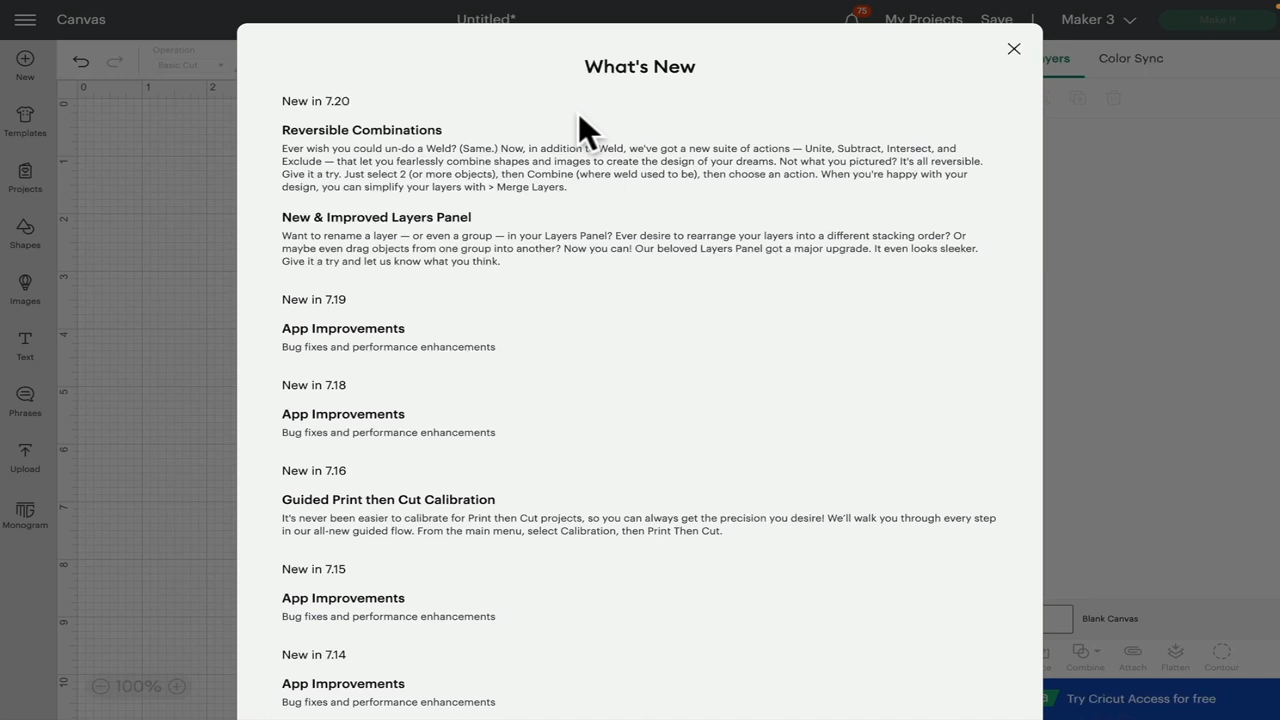 Canvas
Untitled*
75
My Projects
Save
Maker 3
Make It
New
Templates
Projects
Shapes
Images
Text
Phrases
Upload
Monogram
Operation
Basic Cut
0 1 2
0
1
2
3
4
5
6
7
8
9
10
100%
What's New
New in 7.20
Reversible Combinations
Ever wish you could un-do a Weld? (Same.) Now, in addition Weld, we've got a new suite of actions — Unite, Subtract, Intersect, and
Exclude — that let you fearlessly combine shapes and images to create the design of your dreams. Not what you pictured? It's all reversible.
Give it a try. Just select 2 (or more objects), then Combine (where weld used to be), then choose an action. When you're happy with your
design, you can simplify your layers with > Merge Layers.
New & Improved Layers Panel
Want to rename a layer — or even a group — in your Layers Panel? Ever desire to rearrange your layers into a different stacking order? Or
maybe even drag objects from one group into another? Now you can! Our beloved Layers Panel got a major upgrade. It even looks sleeker.
Give it a try and let us know what you think.
New in 7.19
App Improvements
Bug fixes and performance enhancements
New in 7.18
App Improvements
Bug fixes and performance enhancements
New in 7.16
Guided Print then Cut Calibration
It's never been easier to calibrate for Print then Cut projects, so you can always get the precision you desire! We'll walk you through every step
in our all-new guided flow. From the main menu, select Calibration, then Print Then Cut.
New in 7.15
App Improvements
Bug fixes and performance enhancements
New in 7.14
App Improvements
Bug fixes and performance enhancements
Color Sync
Blank Canvas
Combine
Attach
Flatten
Contour
Try Cricut Access for free